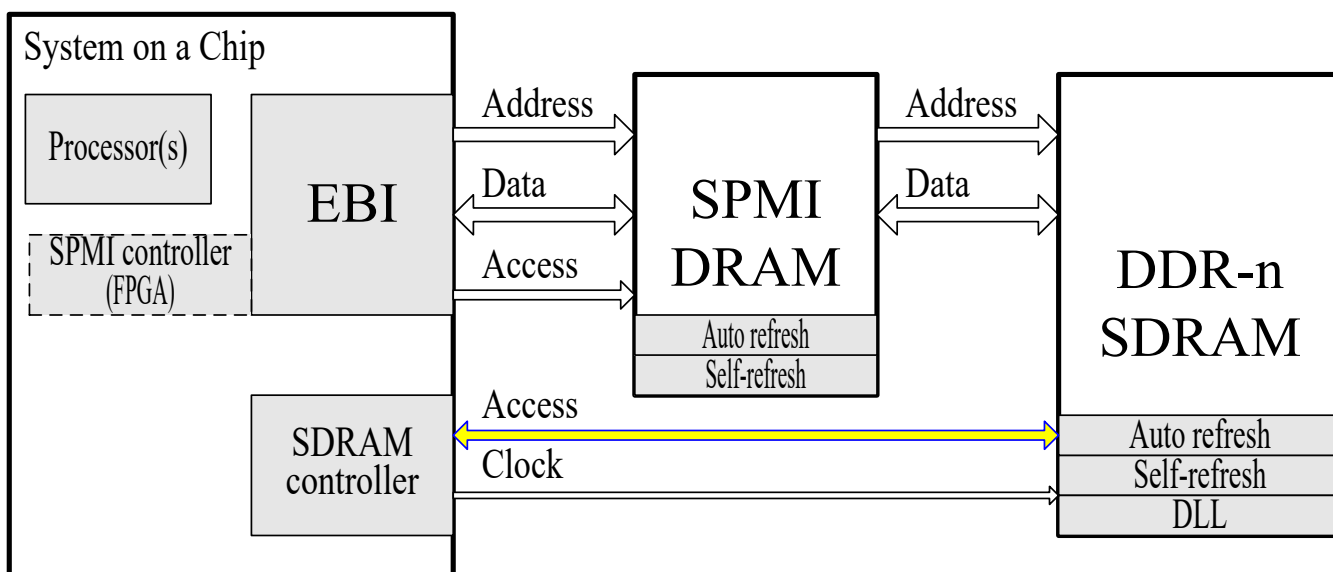 System on a Chip
Processor(s)
EBI
SPMI controller
(FPGA)
SDRAM
controller
Address
Data
Access
SPMI
DRAM
Auto refresh
Self-refresh
Address
Data
Access
Clock
DDR-n
SDRAM
Auto refresh
Self-refresh
DLL